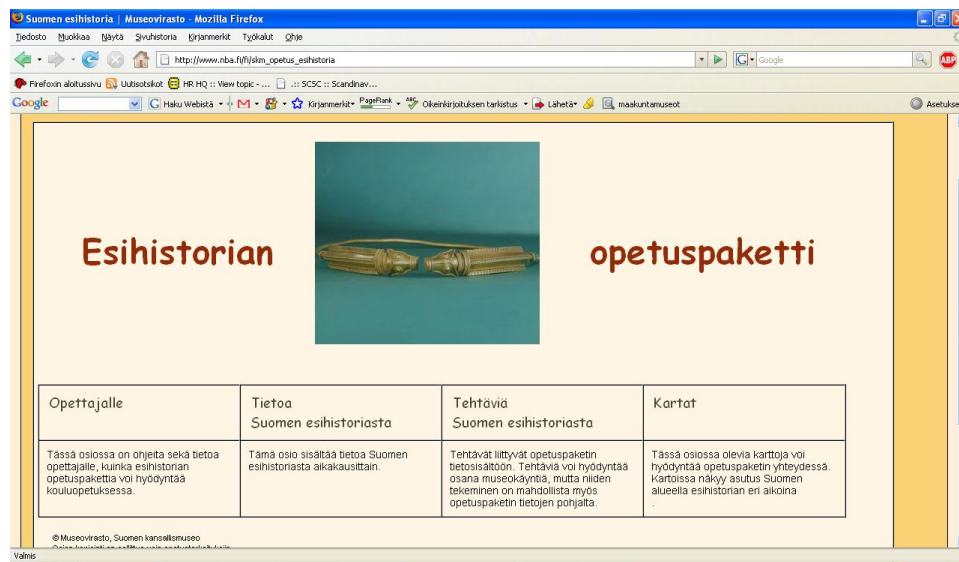 Suomen esihistoria | Museovirasto - Mozilla Firefox
Tiedosto Muokkaa Näytä Sivuhistoria Kirjanmerkit Työkalut Ohje
http://www.nba.fi/fi/skm_opetus_esihistoria
G Google
ABP
Firefoxin aloitussivu Uutisotsikot HR HQ :: View topic - ... .:: SCSC :: Scandinav...
Google G Haku Webistä Kirjanmerkit PageRank ABC Oikeinkirjoituksen tarkistus Lähetä maakuntamuseot Asetukse
Esihistorian opetuspaketti
Opettajalle
Tietoa
Suomen esihistoriasta
Tehtäviä
Suomen esihistoriasta
Kartat
Tässä osiossa on ohjeita sekä tietoa
opettajalle, kuinka esihistorian
opetuspakettia voi hyödyntää
kouluopetuksessa.
Tämä osio sisältää tietoa Suomen
esihistoriasta aikakausittain.
Tehtävät liittyvät opetuspaketin
tietosisältöön. Tehtäviä voi hyödyntää
osana museokäyntiä, mutta niiden
tekeminen on mahdollista myös
opetuspaketin tietojen pohjalta.
Tässä osiossa olevia karttoja voi
hyödyntää opetuspaketin yhteydessä.
Kartoissa näkyy asutus Suomen
alueella esihistorian eri aikoina
.
© Museovirasto, Suomen kansallismuseo
Valmis